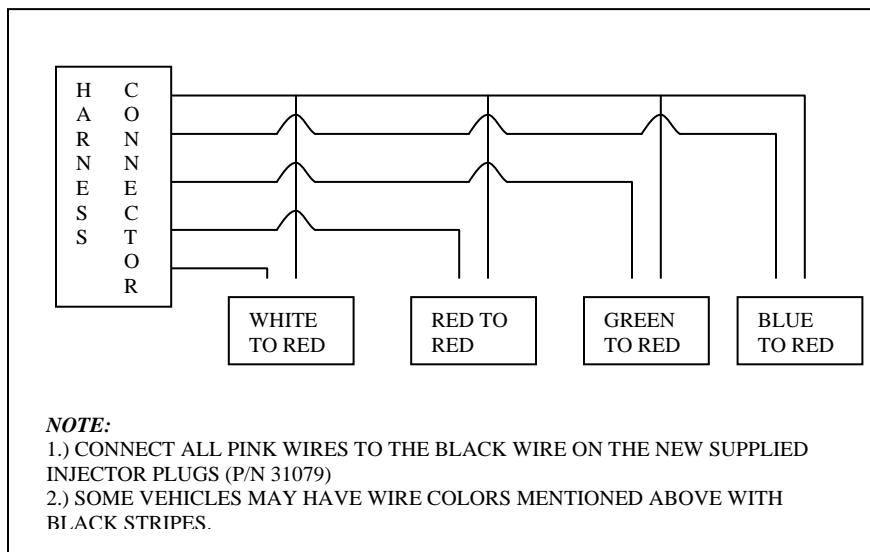 HARNESS
CONNECTOR
WHITE
TO RED
RED TO
RED
GREEN
TO RED
BLUE
TO RED
NOTE:
1.) CONNECT ALL PINK WIRES TO THE BLACK WIRE ON THE NEW SUPPLIED
INJECTOR PLUGS (P/N 31079)
2.) SOME VEHICLES MAY HAVE WIRE COLORS MENTIONED ABOVE WITH
BLACK STRIPES.